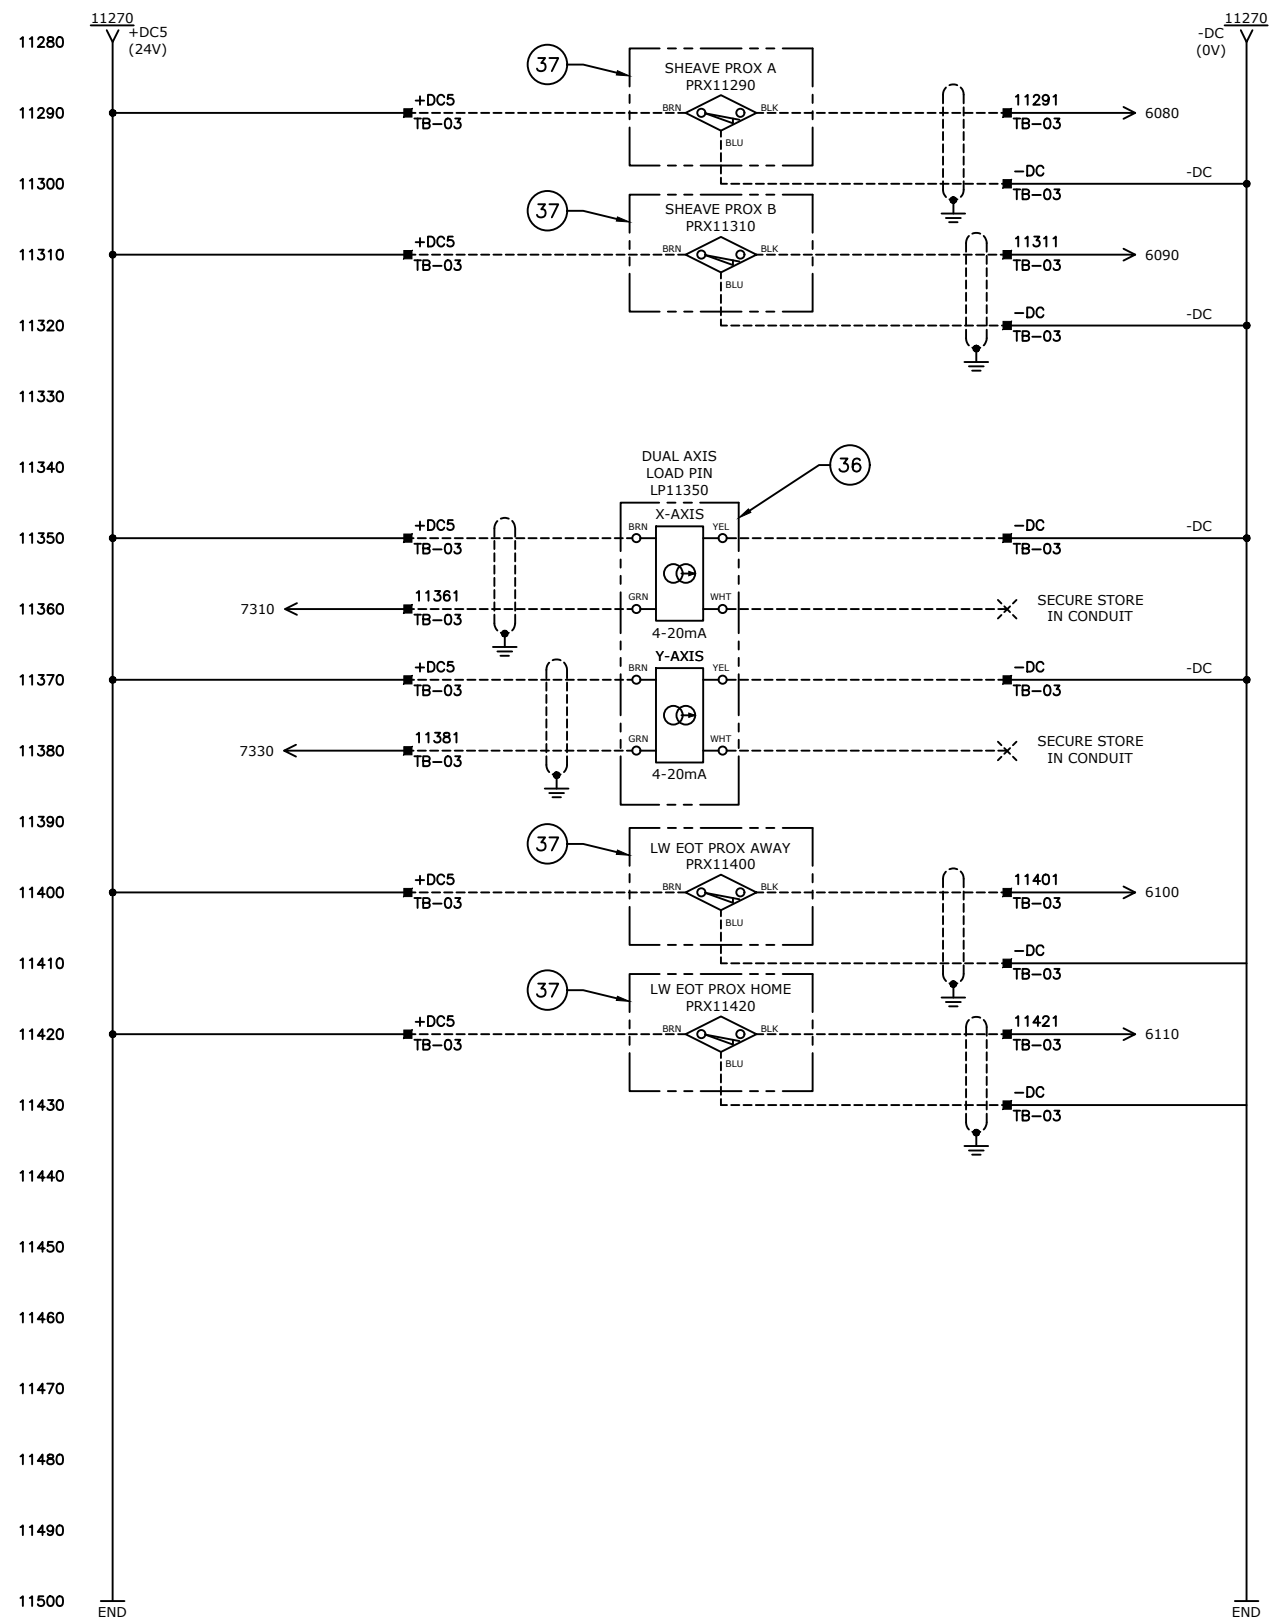 11270
11270
11280
+DC5
(24V)
-DC
(0V)
37
SHEAVE PROX A
PRX11290
11290
+DC5
TB-03
BRN
BLK
BLU
11291
TB-03
6080
11300
-DC
TB-03
-DC
37
SHEAVE PROX B
PRX11310
11310
+DC5
TB-03
BRN
BLK
BLU
11311
TB-03
6090
11320
-DC
TB-03
-DC
11330
11340
DUAL AXIS
LOAD PIN
LP11350
36
X-AXIS
11350
+DC5
TB-03
BRN
YEL
-DC
TB-03
-DC
11360
7310
11361
TB-03
GRN
WHT
SECURE STORE
IN CONDUIT
4-20mA
Y-AXIS
11370
+DC5
TB-03
BRN
YEL
-DC
TB-03
-DC
11380
7330
11381
TB-03
GRN
WHT
SECURE STORE
IN CONDUIT
4-20mA
11390
37
LW EOT PROX AWAY
PRX11400
11400
+DC5
TB-03
BRN
BLK
BLU
11401
TB-03
6100
11410
-DC
TB-03
37
LW EOT PROX HOME
PRX11420
11420
+DC5
TB-03
BRN
BLK
BLU
11421
TB-03
6110
11430
-DC
TB-03
11440
11450
11460
11470
11480
11490
11500
END
END